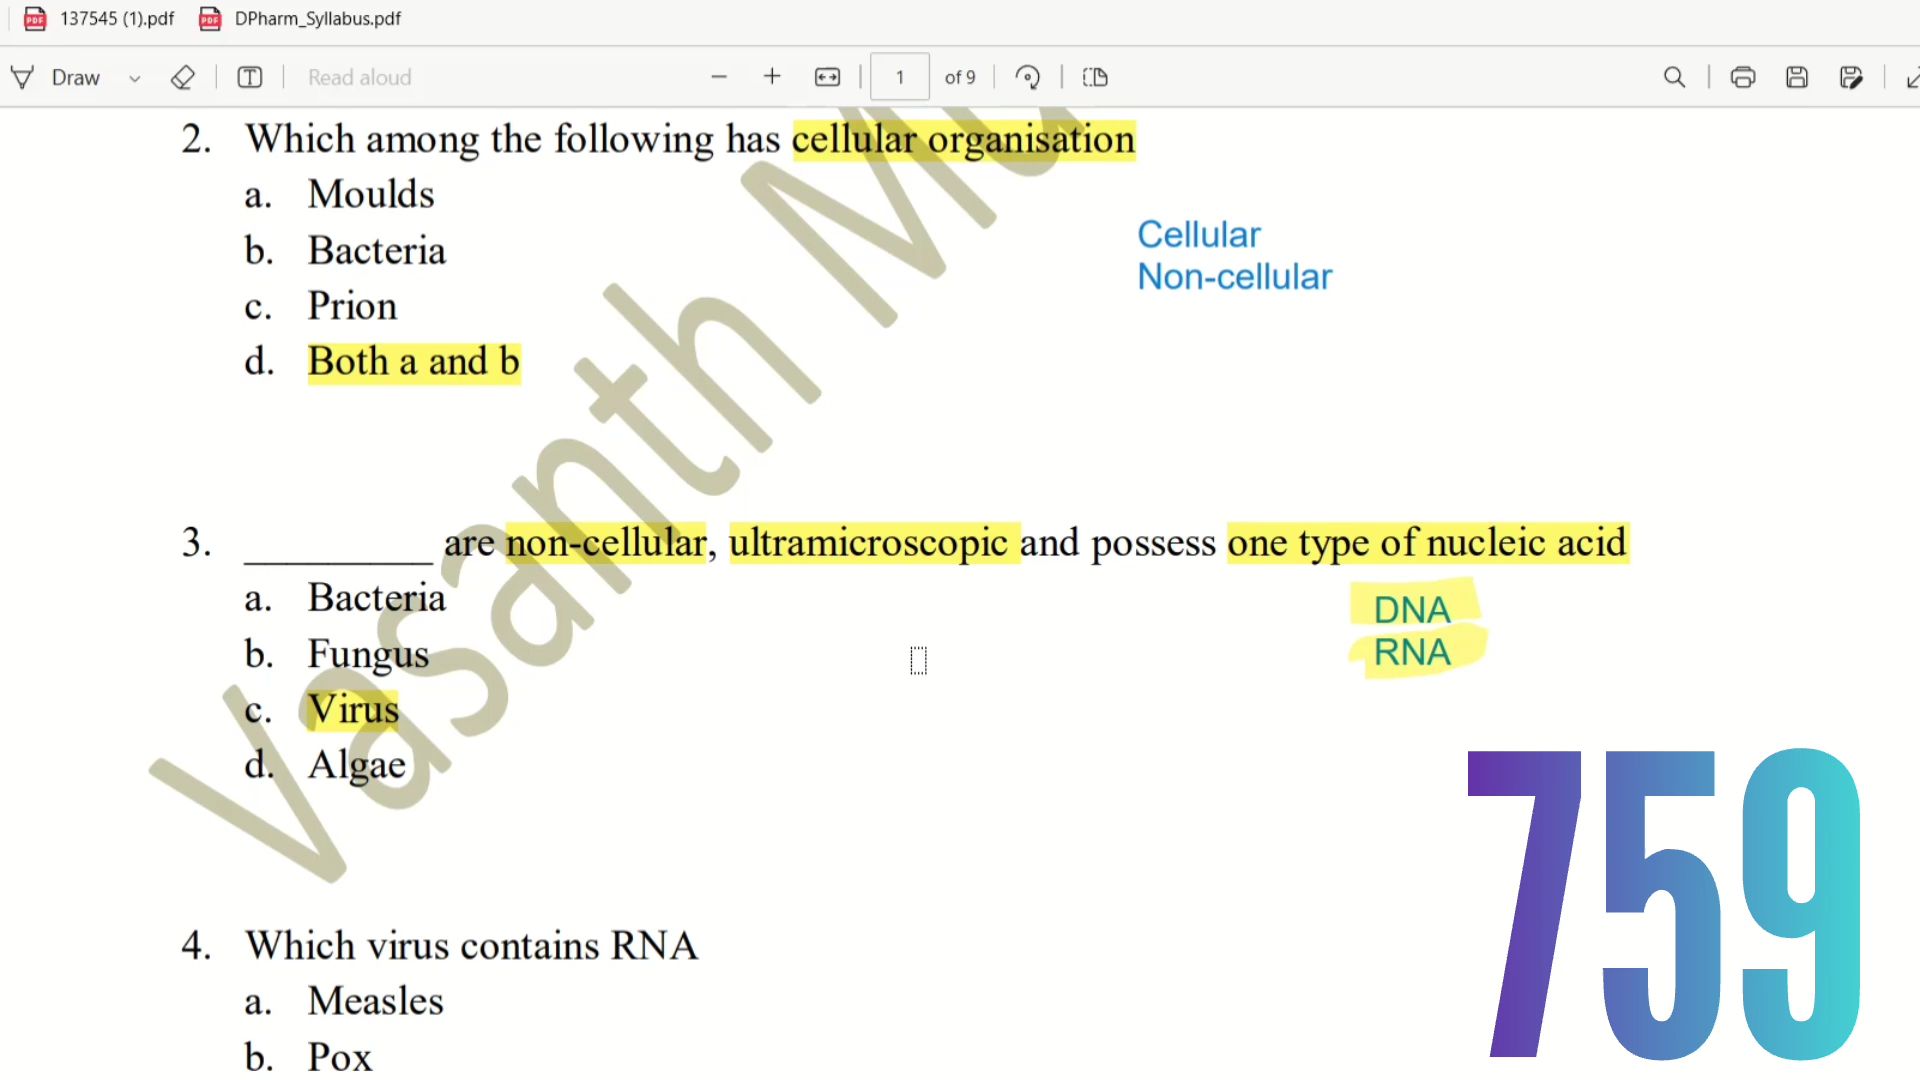 137545 (1).pdf DPharm_Syllabus.pdf
Draw Read aloud 1 of 9
2. Which among the following has cellular organisation
a. Moulds
b. Bacteria
c. Prion
d. Both a and b
Cellular
Non-cellular
3. __________ are non-cellular, ultramicroscopic and possess one type of nucleic acid
a. Bacteria
b. Fungus
c. Virus
d. Algae
DNA
RNA
4. Which virus contains RNA
a. Measles
b. Pox
Vasanth
759